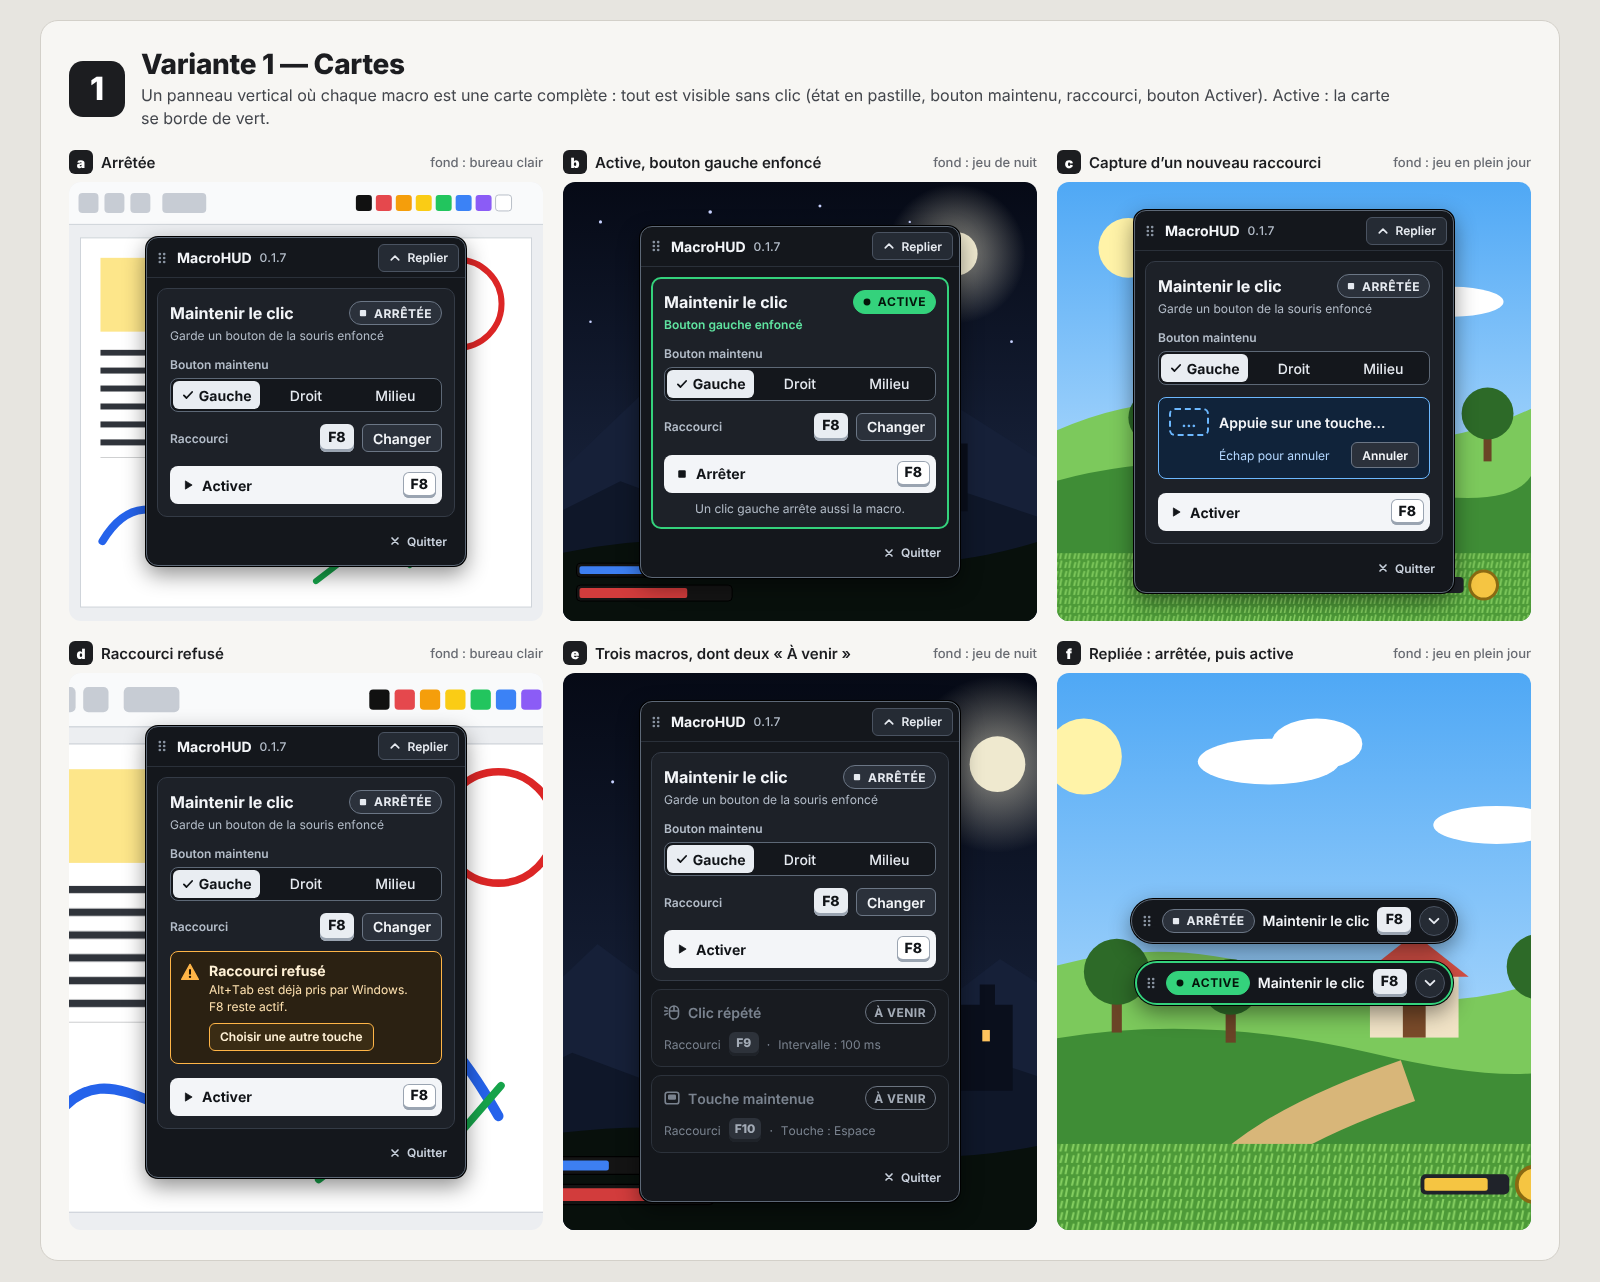 1
Variante 1 — Cartes
Un panneau vertical où chaque macro est une carte complète : tout est visible sans clic (état en pastille, bouton maintenu, raccourci, bouton Activer). Active : la carte
se borde de vert.
a Arrêtée fond : bureau clair
MacroHUD 0.1.7 Replier
Maintenir le clic ARRÊTÉE
Garde un bouton de la souris enfoncé
Bouton maintenu
Gauche Droit Milieu
Raccourci F8 Changer
Activer F8
Quitter
b Active, bouton gauche enfoncé fond : jeu de nuit
MacroHUD 0.1.7 Replier
Maintenir le clic ACTIVE
Bouton gauche enfoncé
Bouton maintenu
Gauche Droit Milieu
Raccourci F8 Changer
Arrêter F8
Un clic gauche arrête aussi la macro.
Quitter
c Capture d’un nouveau raccourci fond : jeu en plein jour
MacroHUD 0.1.7 Replier
Maintenir le clic ARRÊTÉE
Garde un bouton de la souris enfoncé
Bouton maintenu
Gauche Droit Milieu
... Appuie sur une touche…
Échap pour annuler Annuler
Activer F8
Quitter
d Raccourci refusé fond : bureau clair
MacroHUD 0.1.7 Replier
Maintenir le clic ARRÊTÉE
Garde un bouton de la souris enfoncé
Bouton maintenu
Gauche Droit Milieu
Raccourci F8 Changer
Raccourci refusé
Alt+Tab est déjà pris par Windows.
F8 reste actif.
Choisir une autre touche
Activer F8
Quitter
e Trois macros, dont deux « À venir » fond : jeu de nuit
MacroHUD 0.1.7 Replier
Maintenir le clic ARRÊTÉE
Garde un bouton de la souris enfoncé
Bouton maintenu
Gauche Droit Milieu
Raccourci F8 Changer
Activer F8
Clic répété À VENIR
Raccourci F9 · Intervalle : 100 ms
Touche maintenue À VENIR
Raccourci F10 · Touche : Espace
Quitter
f Repliée : arrêtée, puis active fond : jeu en plein jour
ARRÊTÉE Maintenir le clic F8
ACTIVE Maintenir le clic F8